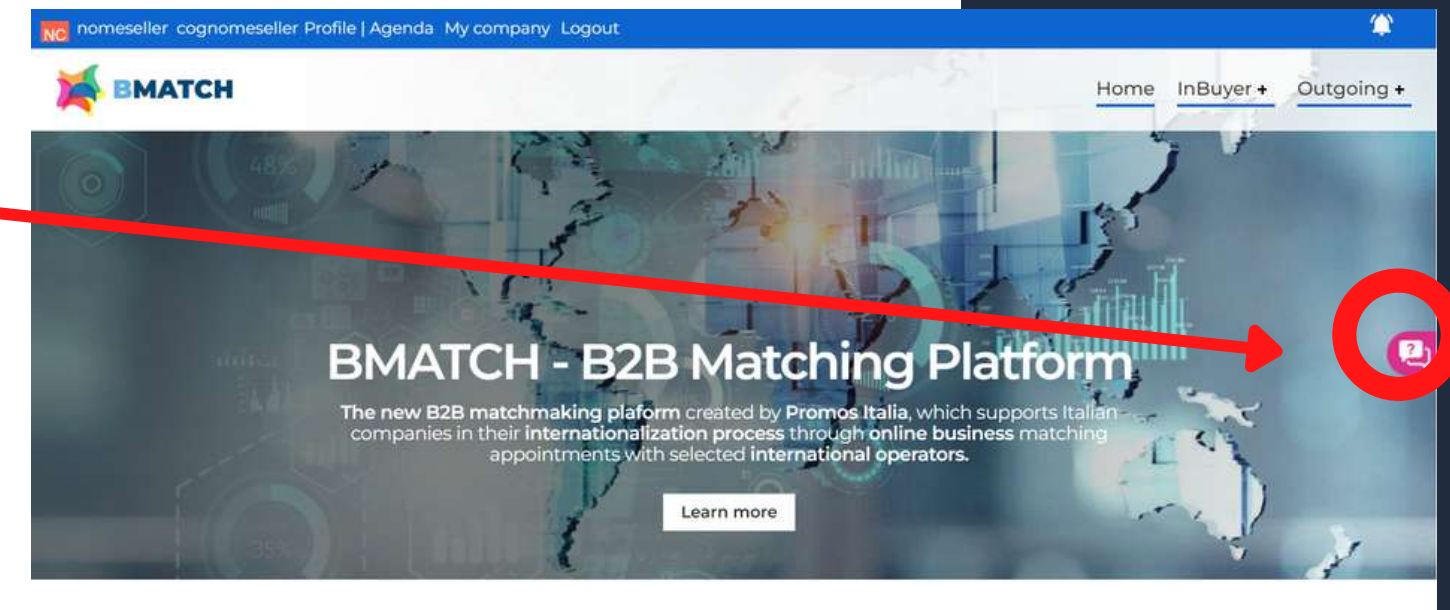 NC nomeseller cognomeseller Profile | Agenda My company Logout
BMATCH
Home InBuyer + Outgoing +
48%
BMATCH - B2B Matching Platform
The new B2B matchmaking plaform created by Promos Italia, which supports Italian
companies in their internationalization process through online business matching
appointments with selected international operators.
Learn more
35%
?